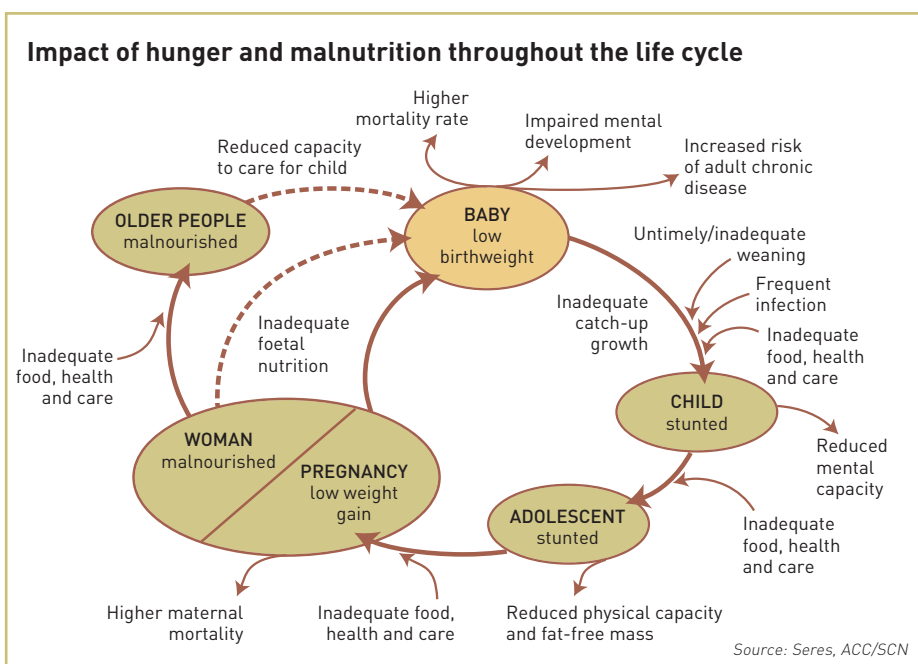 Impact of hunger and malnutrition throughout the life cycle
Higher
mortality rate
Impaired mental
development
Increased risk
of adult chronic
disease
Reduced capacity
to care for child
OLDER PEOPLE
malnourished
BABY
low
birthweight
Untimely/inadequate
weaning
Frequent
infection
Inadequate
food, health
and care
Inadequate
catch-up
growth
Inadequate
foetal
nutrition
Inadequate
food, health
and care
CHILD
stunted
Reduced
mental
capacity
WOMAN
malnourished
PREGNANCY
low weight
gain
ADOLESCENT
stunted
Inadequate
food, health
and care
Higher maternal
mortality
Inadequate food,
health and care
Reduced physical capacity
and fat-free mass
Source: Seres, ACC/SCN